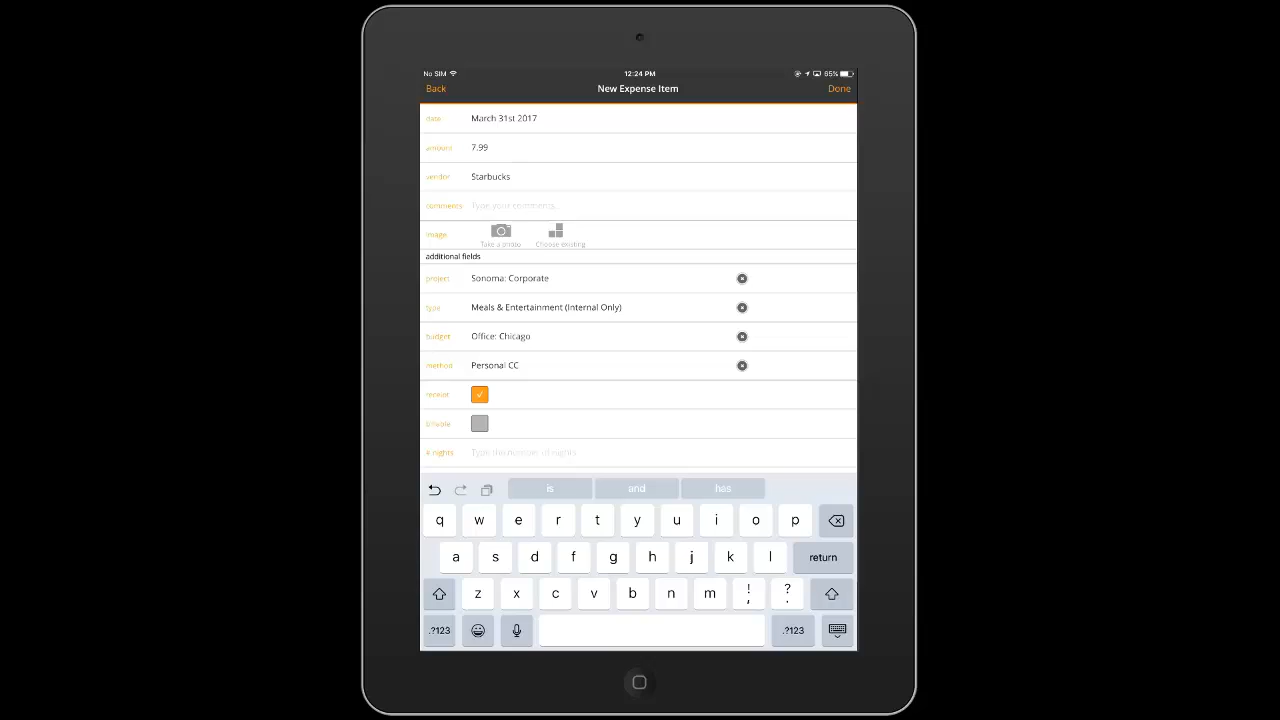 No SIM 12:24 PM 65%
Back New Expense Item Done
date March 31st 2017
amount 7.99
vendor Starbucks
comments Type your comments...
image Take a photo Choose existing
additional fields
project Sonoma: Corporate
type Meals & Entertainment (Internal Only)
budget Office: Chicago
method Personal CC
receipt
billable
# nights Type the number of nights
is and has
q w e r t y u i o p
a s d f g h j k l return
z x c v b n m ! , ? .
.?123 .?123